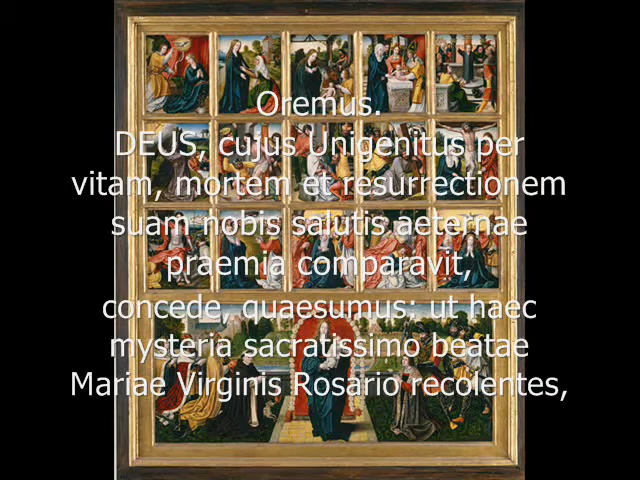 Oremus.
DEUS, cujus Unigenitus per
vitam, mortem et resurrectionem
suam nobis salutis aeternae
praemia comparavit,
concede, quaesumus: ut haec
mysteria sacratissimo beatae
Mariae Virginis Rosario recolentes,